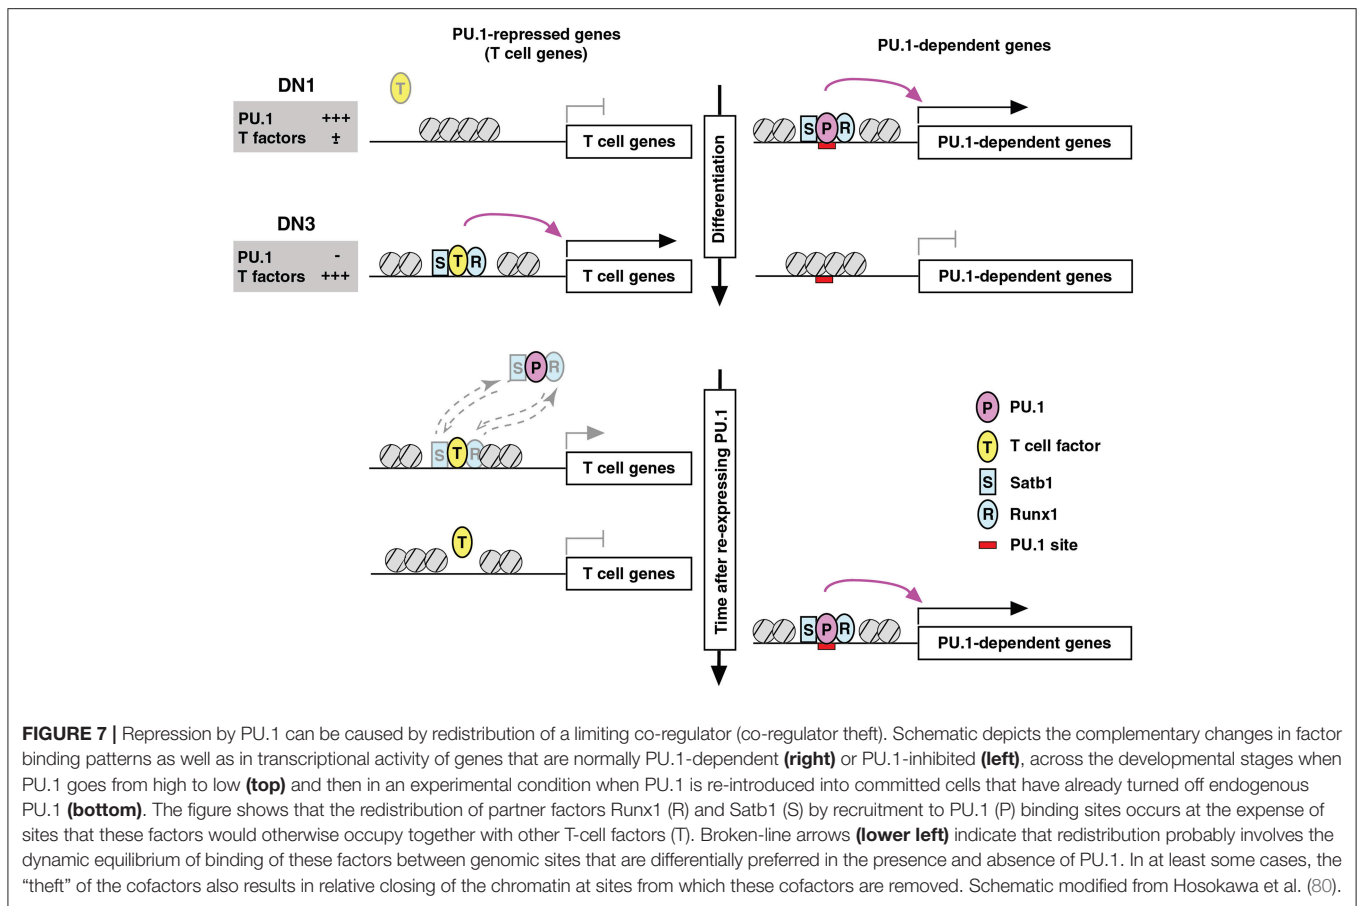 PU.1-repressed genes
(T cell genes)
PU.1-dependent genes
DN1
PU.1 +++
T factors ±
T
T cell genes
S P R
PU.1-dependent genes
Differentiation
DN3
PU.1 -
T factors +++
S T R
T cell genes
PU.1-dependent genes
S P R
S T R
T cell genes
T
T cell genes
Time after re-expressing PU.1
P PU.1
T T cell factor
S Satb1
R Runx1
PU.1 site
S P R
PU.1-dependent genes
FIGURE 7 | Repression by PU.1 can be caused by redistribution of a limiting co-regulator (co-regulator theft). Schematic depicts the complementary changes in factor
binding patterns as well as in transcriptional activity of genes that are normally PU.1-dependent (right) or PU.1-inhibited (left), across the developmental stages when
PU.1 goes from high to low (top) and then in an experimental condition when PU.1 is re-introduced into committed cells that have already turned off endogenous
PU.1 (bottom). The figure shows that the redistribution of partner factors Runx1 (R) and Satb1 (S) by recruitment to PU.1 (P) binding sites occurs at the expense of
sites that these factors would otherwise occupy together with other T-cell factors (T). Broken-line arrows (lower left) indicate that redistribution probably involves the
dynamic equilibrium of binding of these factors between genomic sites that are differentially preferred in the presence and absence of PU.1. In at least some cases, the
“theft” of the cofactors also results in relative closing of the chromatin at sites from which these cofactors are removed. Schematic modified from Hosokawa et al. (80).